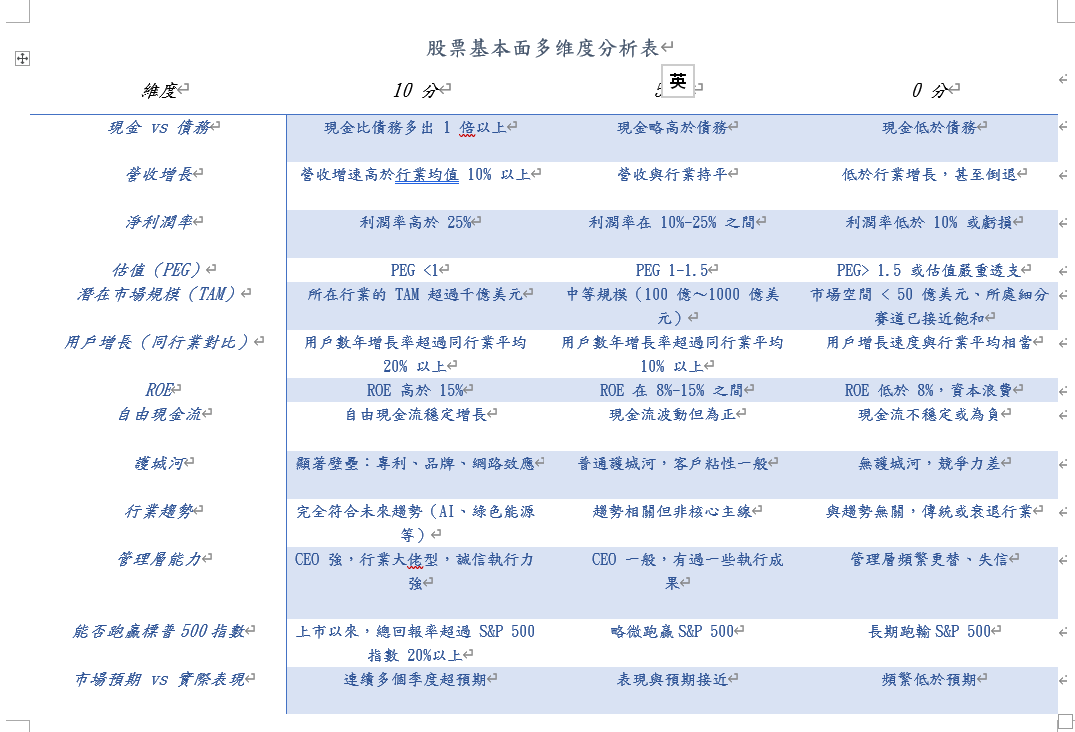 股票基本面多维度分析表
維度 10 分 英 0 分
現金 vs 債務 現金比債務多出 1 倍以上 現金略高於債務 現金低於債務
營收增長 營收增速高於行業均值 10% 以上 營收與行業持平 低於行業增長，甚至倒退
淨利潤率 利潤率高於 25% 利潤率在 10%-25% 之間 利潤率低於 10% 或虧損
估值（PEG） PEG <1 PEG 1-1.5 PEG> 1.5 或估值嚴重透支
潛在市場規模（TAM） 所在行業的 TAM 超過千億美元 中等規模（100 億～1000 億美 市場空間 < 50 億美元、所處細分
元） 賽道已接近飽和
用戶增長（同行業對比） 用戶數年增長率超過同行業平均 用戶數年增長率超過同行業平均 用戶增長速度與行業平均相當
20% 以上 10% 以上
ROE ROE 高於 15% ROE 在 8%-15% 之間 ROE 低於 8%，資本浪費
自由現金流 自由現金流穩定增長 現金流波動但為正 現金流不穩定或為負
護城河 顯著壁壘：專利、品牌、網路效應 普通護城河，客戶粘性一般 無護城河，競爭力差
行業趨勢 完全符合未來趨勢（AI、綠色能源 趨勢相關但非核心主線 與趨勢無關，傳統或衰退行業
等）
管理層能力 CEO 強，行業大佬型，誠信執行力 CEO 一般，有過一些執行成 管理層頻繁更替、失信
強 果
能否跑贏標普 500 指數 上市以來，總回報率超過 S&P 500 略微跑贏 S&P 500 長期跑輸 S&P 500
指數 20%以上
市場預期 vs 實際表現 連續多個季度超預期 表現與預期接近 頻繁低於預期